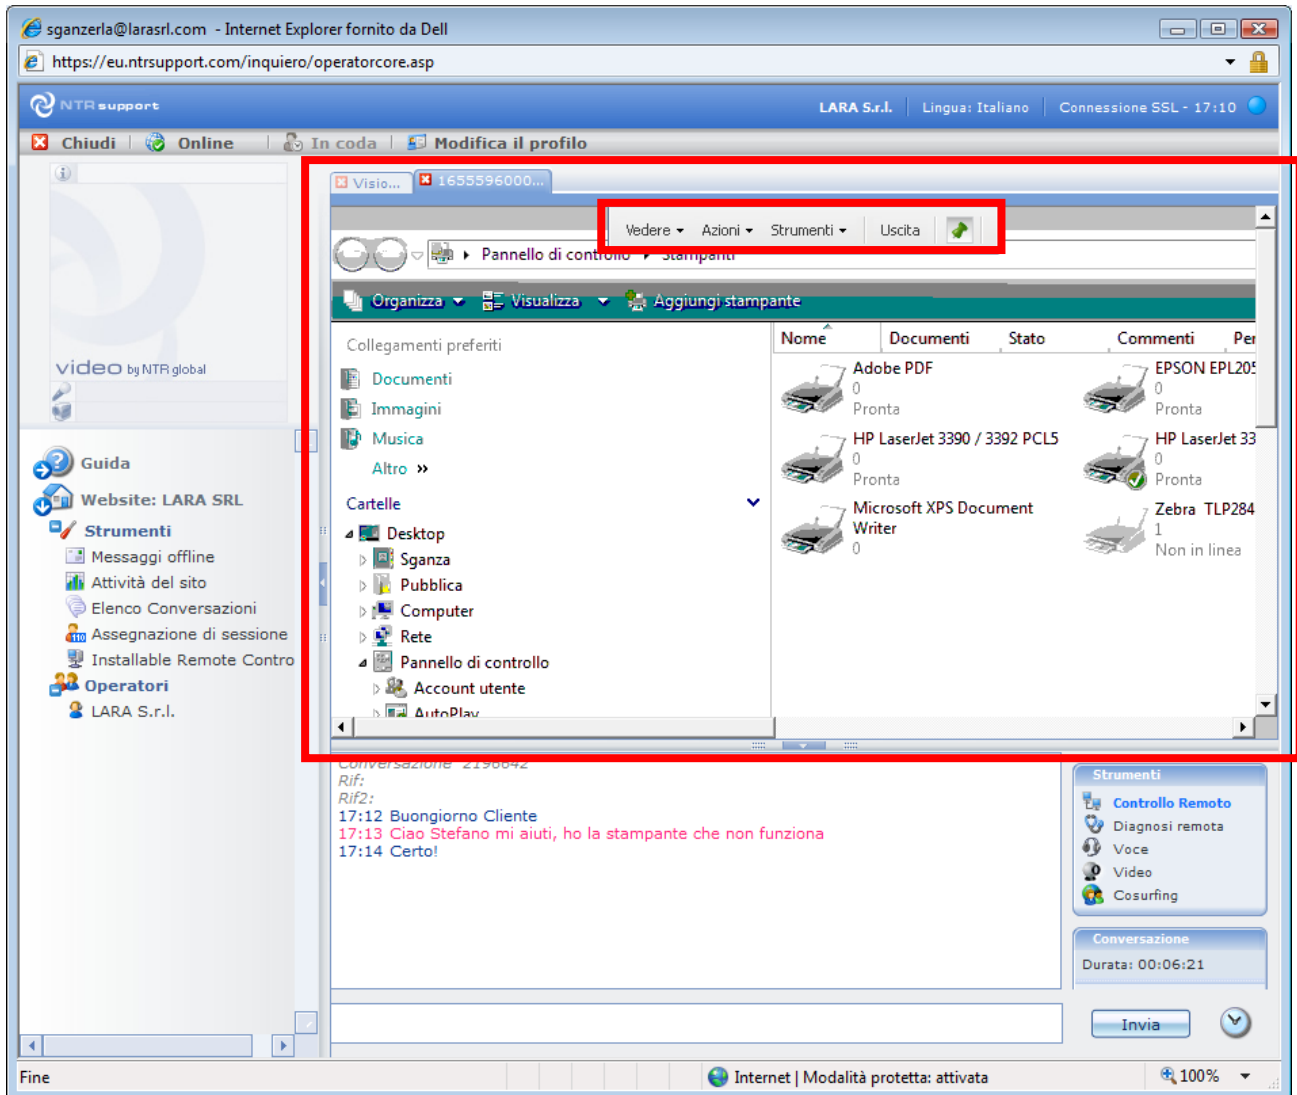 sganzerla@larasrl.com - Internet Explorer fornito da Dell
https://eu.ntrsupport.com/inquiero/operatorcore.asp
NTR support
LARA S.r.l. Lingua: Italiano Connessione SSL - 17:10
Chiudi Online In coda Modifica il profilo
Visio... 1655596000...
Vedere Azioni Strumenti Uscita
Pannello di controllo Stampanti
Organizza Visualizza Aggiungi stampante
Collegamenti preferiti
Documenti
Immagini
Musica
Altro »
Cartelle
Desktop
Sganza
Pubblica
Computer
Rete
Pannello di controllo
Account utente
AutoPlay
Nome Documenti Stato Commenti Per
Adobe PDF
0
Pronta
EPSON EPL205
0
Pronta
HP LaserJet 3390 / 3392 PCL5
0
Pronta
HP LaserJet 33
0
Pronta
Microsoft XPS Document
Writer
0
Zebra TLP284
1
Non in linea
video by NTR global
Guida
Website: LARA SRL
Strumenti
Messaggi offline
Attività del sito
Elenco Conversazioni
Assegnazione di sessione
Installable Remote Contro
Operatori
LARA S.r.l.
Conversazione 2196842
Rif:
Rif2:
17:12 Buongiorno Cliente
17:13 Ciao Stefano mi aiuti, ho la stampante che non funziona
17:14 Certo!
Strumenti
Controllo Remoto
Diagnosi remota
Voce
Video
Cosurfing
Conversazione
Durata: 00:06:21
Invia
Fine
Internet | Modalità protetta: attivata
100%